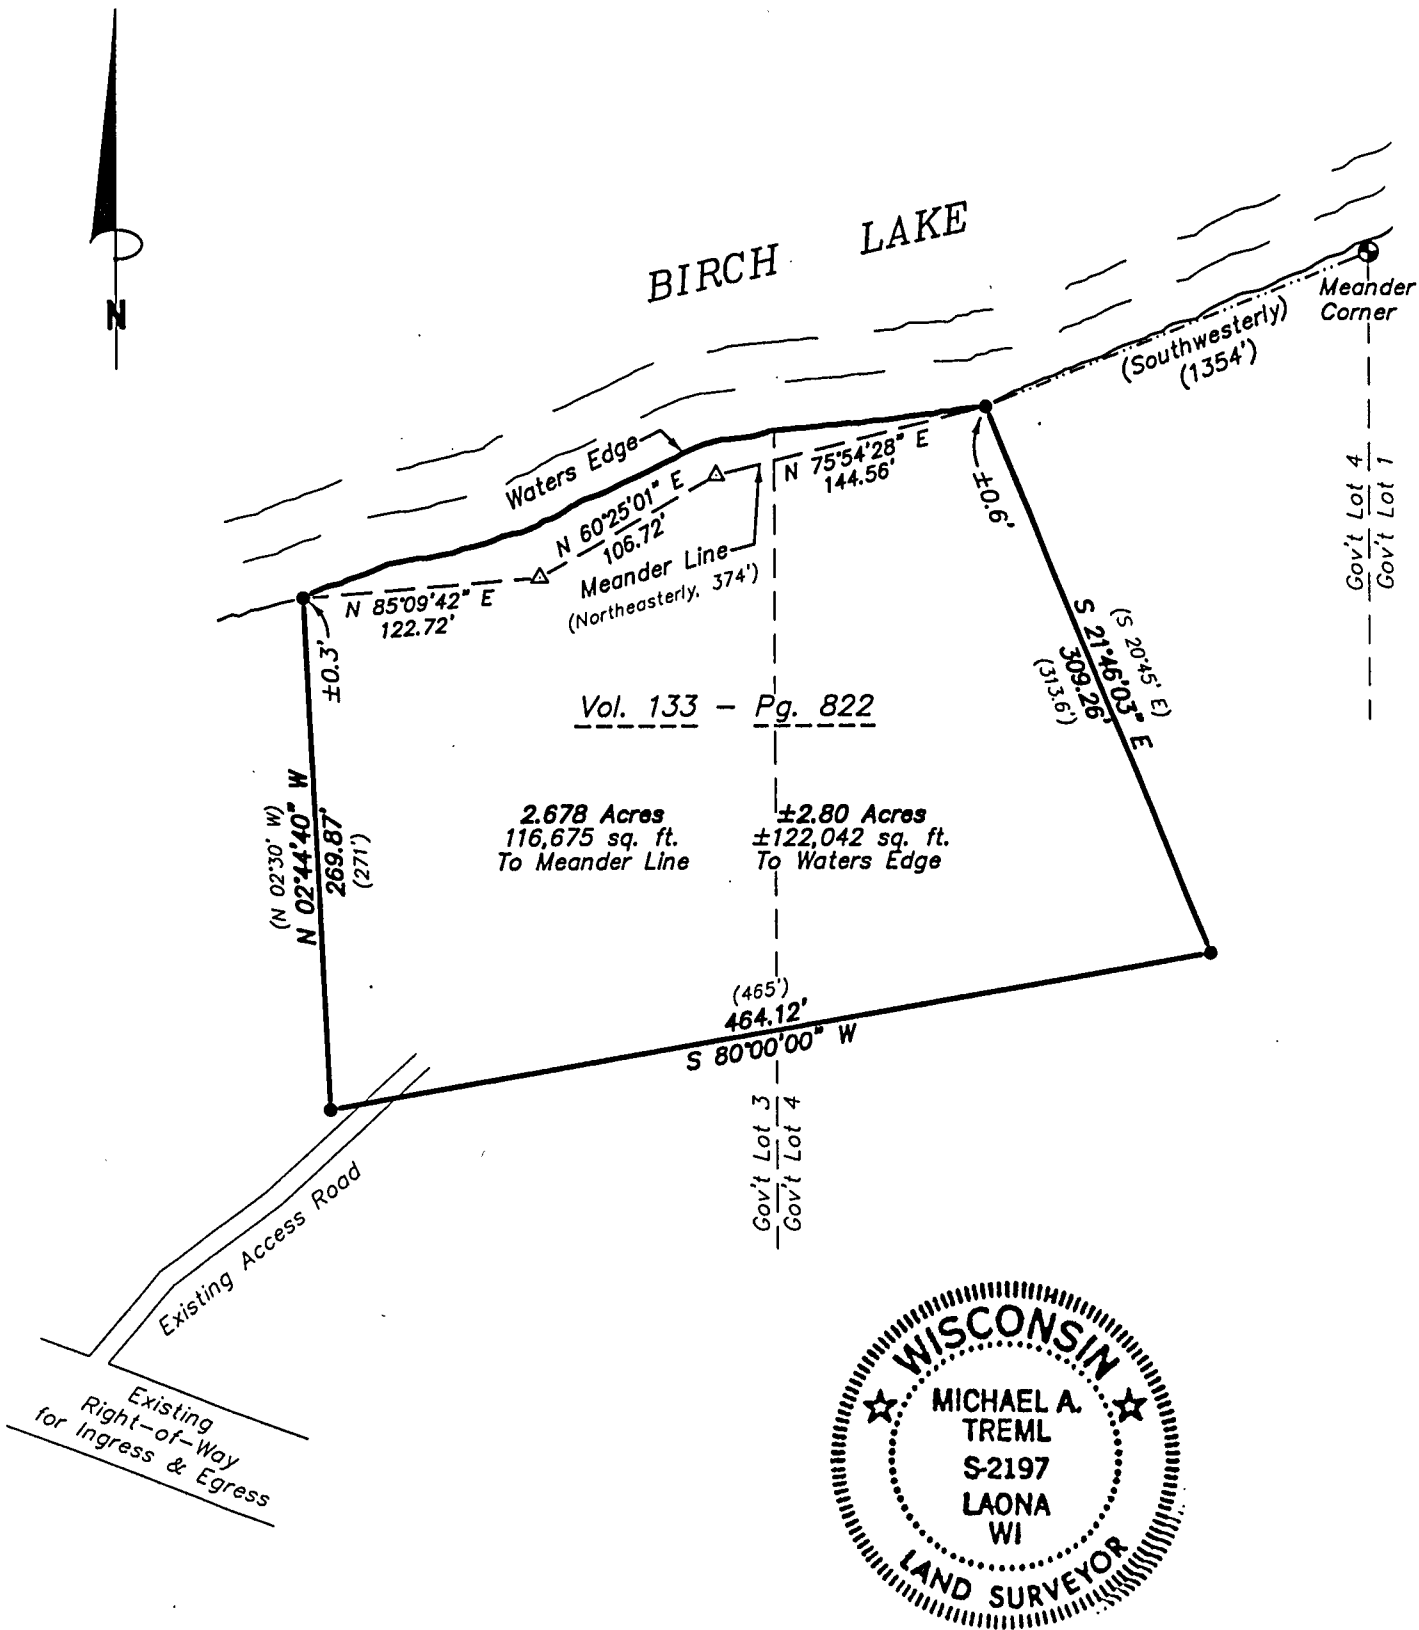 N
BIRCH LAKE
Meander
Corner
(Southwesterly)
(1354')
Gov't Lot 4
Gov't Lot 1
Waters Edge
N 75°54'28" E
144.56'
±0.6'
N 60°25'01" E
106.72'
Meander Line
(Northeasterly, 374')
N 85°09'42" E
122.72'
±0.3'
(S 20°45' E)
S 21°46'03" E
309.26'
(313.6')
Vol. 133 - Pg. 822
(N 02°30' W)
N 02°44'40" W
269.87'
(271')
2.678 Acres
116,675 sq. ft.
To Meander Line
±2.80 Acres
±122,042 sq. ft.
To Waters Edge
(465')
464.12'
S 80°00'00" W
Gov't Lot 3
Gov't Lot 4
Existing Access Road
Existing
Right-of-Way
for Ingress & Egress
WISCONSIN
MICHAEL A.
TREML
S-2197
LAONA
WI
LAND SURVEYOR